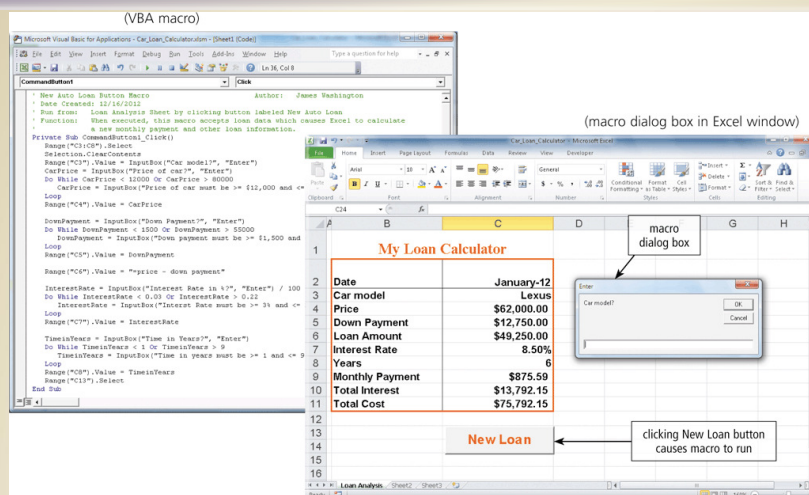 (VBA macro)
Microsoft Visual Basic for Applications - Car_Loan_Calculator.xlsm - [Sheet1 (Code)]
File Edit View Insert Format Debug Run Tools Add-Ins Window Help Type a question for help
Ln 36, Col 8
CommandButton1 Click
' New Auto Loan Button Macro Author: James Washington
' Date Created: 12/16/2012
' Run from: Loan Analysis Sheet by clicking button labeled New Auto Loan
' Function: When executed, this macro accepts loan data which causes Excel to calculate
' a new monthly payment and other loan information.
Private Sub CommandButton1_Click()
Range("C3:C8").Select
Selection.ClearContents
Range("C3").Value = InputBox("Car model?", "Enter")
CarPrice = InputBox("Price of car?", "Enter")
Do While CarPrice < 12000 Or CarPrice > 80000
CarPrice = InputBox("Price of car must be >= $12,000 and <=
Loop
Range("C4").Value = CarPrice
DownPayment = InputBox("Down Payment?", "Enter")
Do While DownPayment < 1500 Or DownPayment > 55000
DownPayment = InputBox("Down payment must be >= $1,500 and
Loop
Range("C5").Value = DownPayment
Range("C6").Value = "=price - down payment"
InterestRate = InputBox("Interest Rate in %?", "Enter") / 100
Do While InterestRate < 0.03 Or InterestRate > 0.22
InterestRate = InputBox("Interst Rate must be >= 3% and <=
Loop
Range("C7").Value = InterestRate
TimeinYears = InputBox("Time in Years?", "Enter")
Do While TimeinYears < 1 Or TimeinYears > 9
TimeinYears = InputBox("Time in years must be >= 1 and <= 9
Loop
Range("C8").Value = TimeinYears
Range("C13").Select
End Sub
(macro dialog box in Excel window)
Car_Loan_Calculator - Microsoft Excel
File Home Insert Page Layout Formulas Data Review View Developer
Arial 10 General
Paste Conditional Format Cell Insert Delete Format Sort & Find &
Formatting as Table Styles Filter Select
Clipboard Font Alignment Number Styles Cells Editing
C24 fx
A B C D G H
1 My Loan Calculator
2 Date January-12
3 Car model Lexus
4 Price $62,000.00
5 Down Payment $12,750.00
6 Loan Amount $49,250.00
7 Interest Rate 8.50%
8 Years 6
9 Monthly Payment $875.59
10 Total Interest $13,792.15
11 Total Cost $75,792.15
12
13
14
15
16
New Loan
macro
dialog box
Enter
Car model?
OK
Cancel
clicking New Loan button
causes macro to run
Loan Analysis Sheet2 Sheet3
Ready